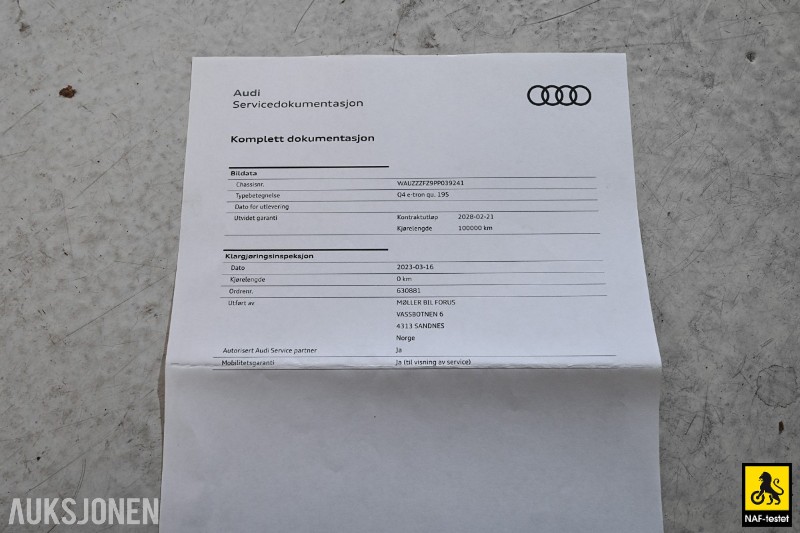 Audi
Servicedokumentasjon
Komplett dokumentasjon
Bildata
Chassisnr. WAUZZZFZ9PP039241
Typebetegnelse Q4 e-tron qu. 195
Dato for utlevering
Utvidet garanti Kontraktutløp 2028-02-21
Kjørelengde 100000 km
Klargjøringsinspeksjon
Dato 2023-03-16
Kjørelengde 0 km
Ordrenr. 630881
Utført av MØLLER BIL FORUS
VASSBOTNEN 6
4313 SANDNES
Norge
Autorisert Audi Service partner Ja
Mobilitetsgaranti Ja (til visning av service)
AUKSJONEN
NAF-testet